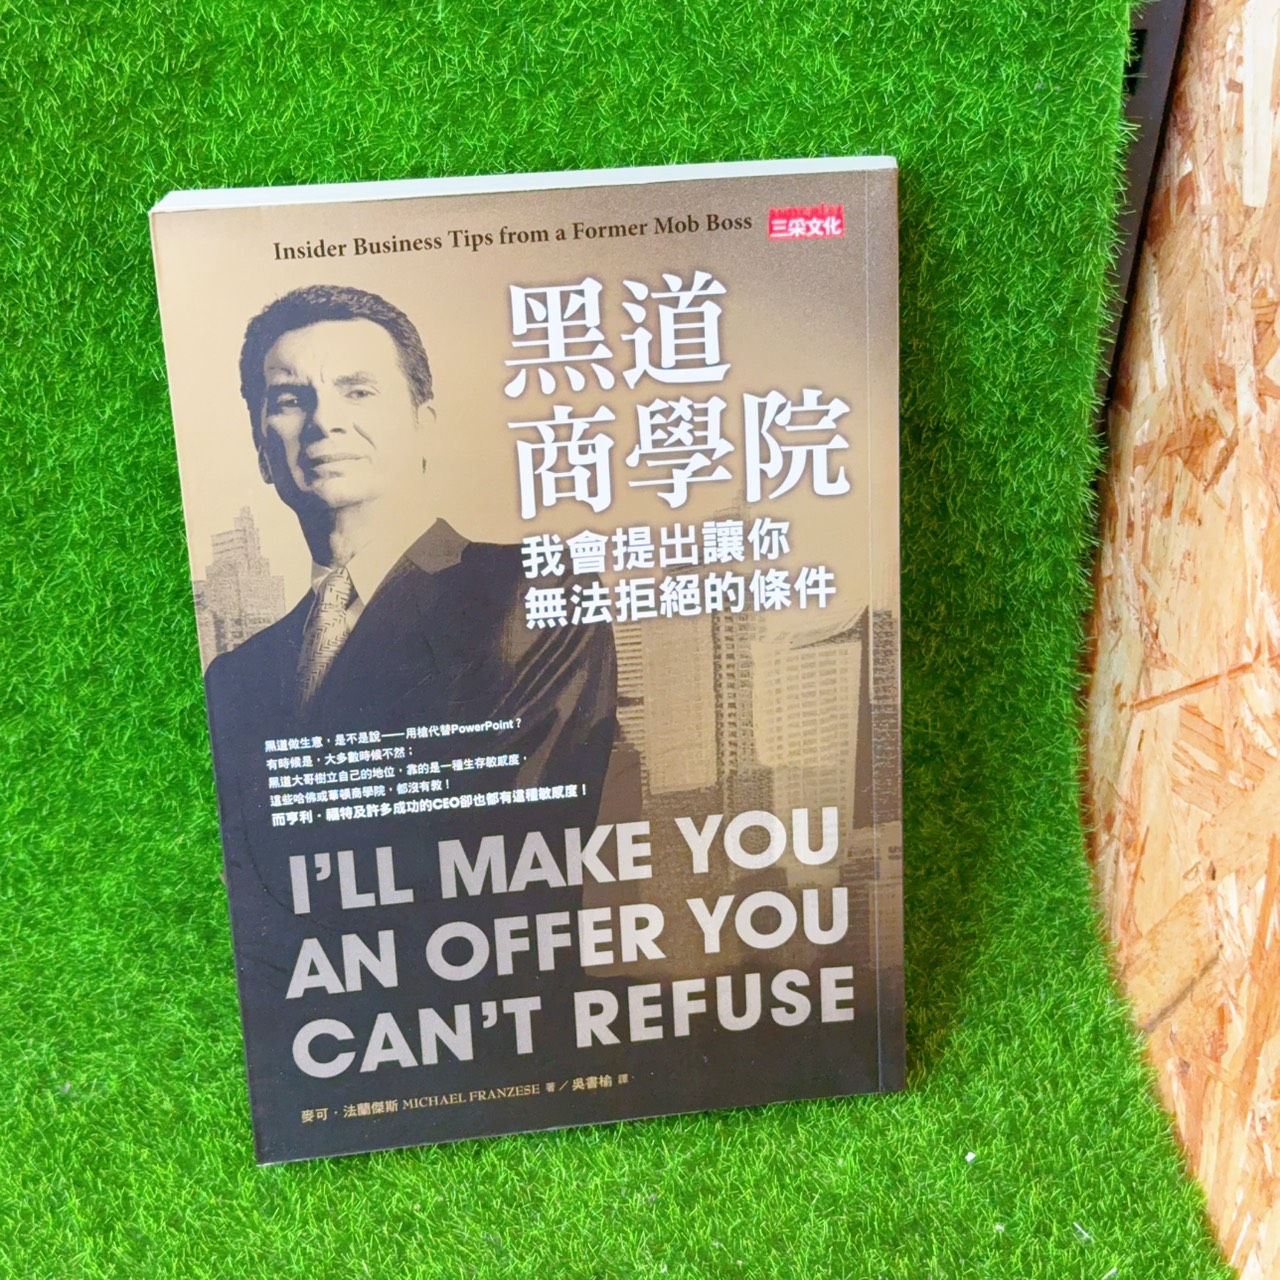 Insider Business Tips from a Former Mob Boss
三采文化
黑道
商學院
我會提出讓你
無法拒絕的條件
黑道做生意，是不是說——用槍代替PowerPoint？
有時候是，大多數時候不然；
黑道大哥樹立自己的地位，靠的是一種生存敏感度，
這些哈佛或華頓商學院，都沒有教！
而亨利．福特及許多成功的CEO卻也都有這種敏感度！
I'LL MAKE YOU
AN OFFER YOU
CAN'T REFUSE
麥可．法蘭傑斯 MICHAEL FRANZESE 著／吳書榆 譯